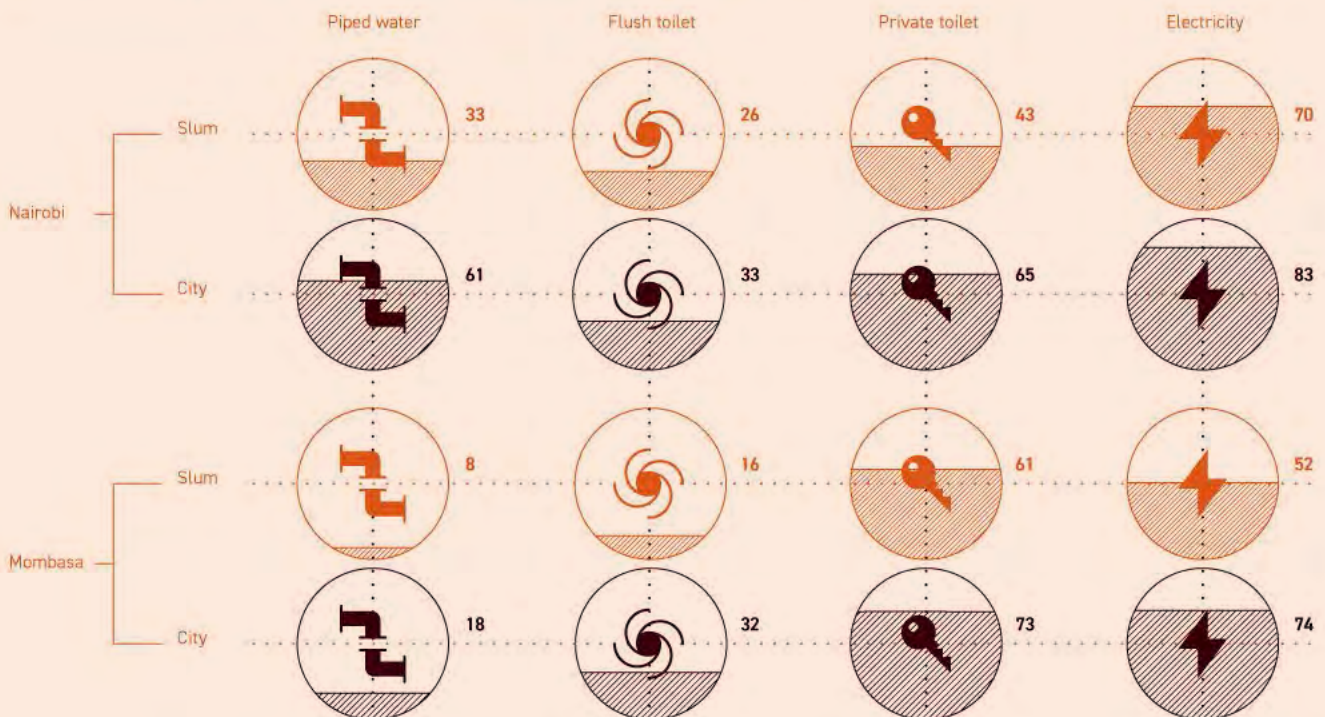 Piped water Flush toilet Private toilet Electricity
Slum 33 26 43 70
Nairobi
City 61 33 65 83
Slum 8 16 61 52
Mombasa
City 18 32 73 74